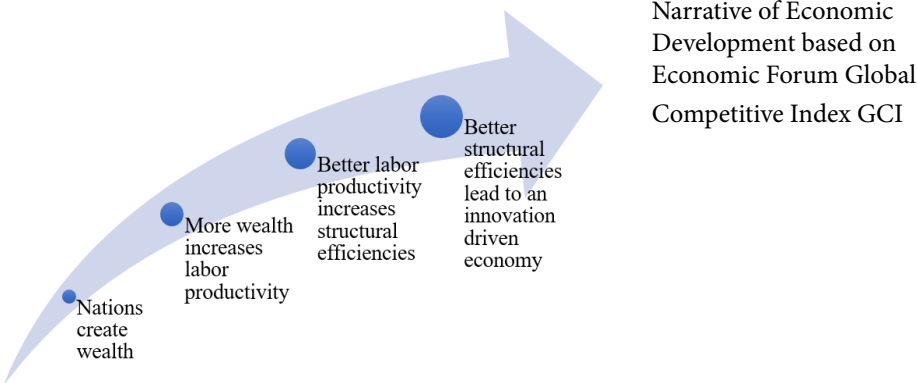 Narrative of Economic
Development based on
Economic Forum Global
Competitive Index GCI
Nations
create
wealth
More wealth
increases
labor
productivity
Better labor
productivity
increases
structural
efficiencies
Better
structural
efficiencies
lead to an
innovation
driven
economy